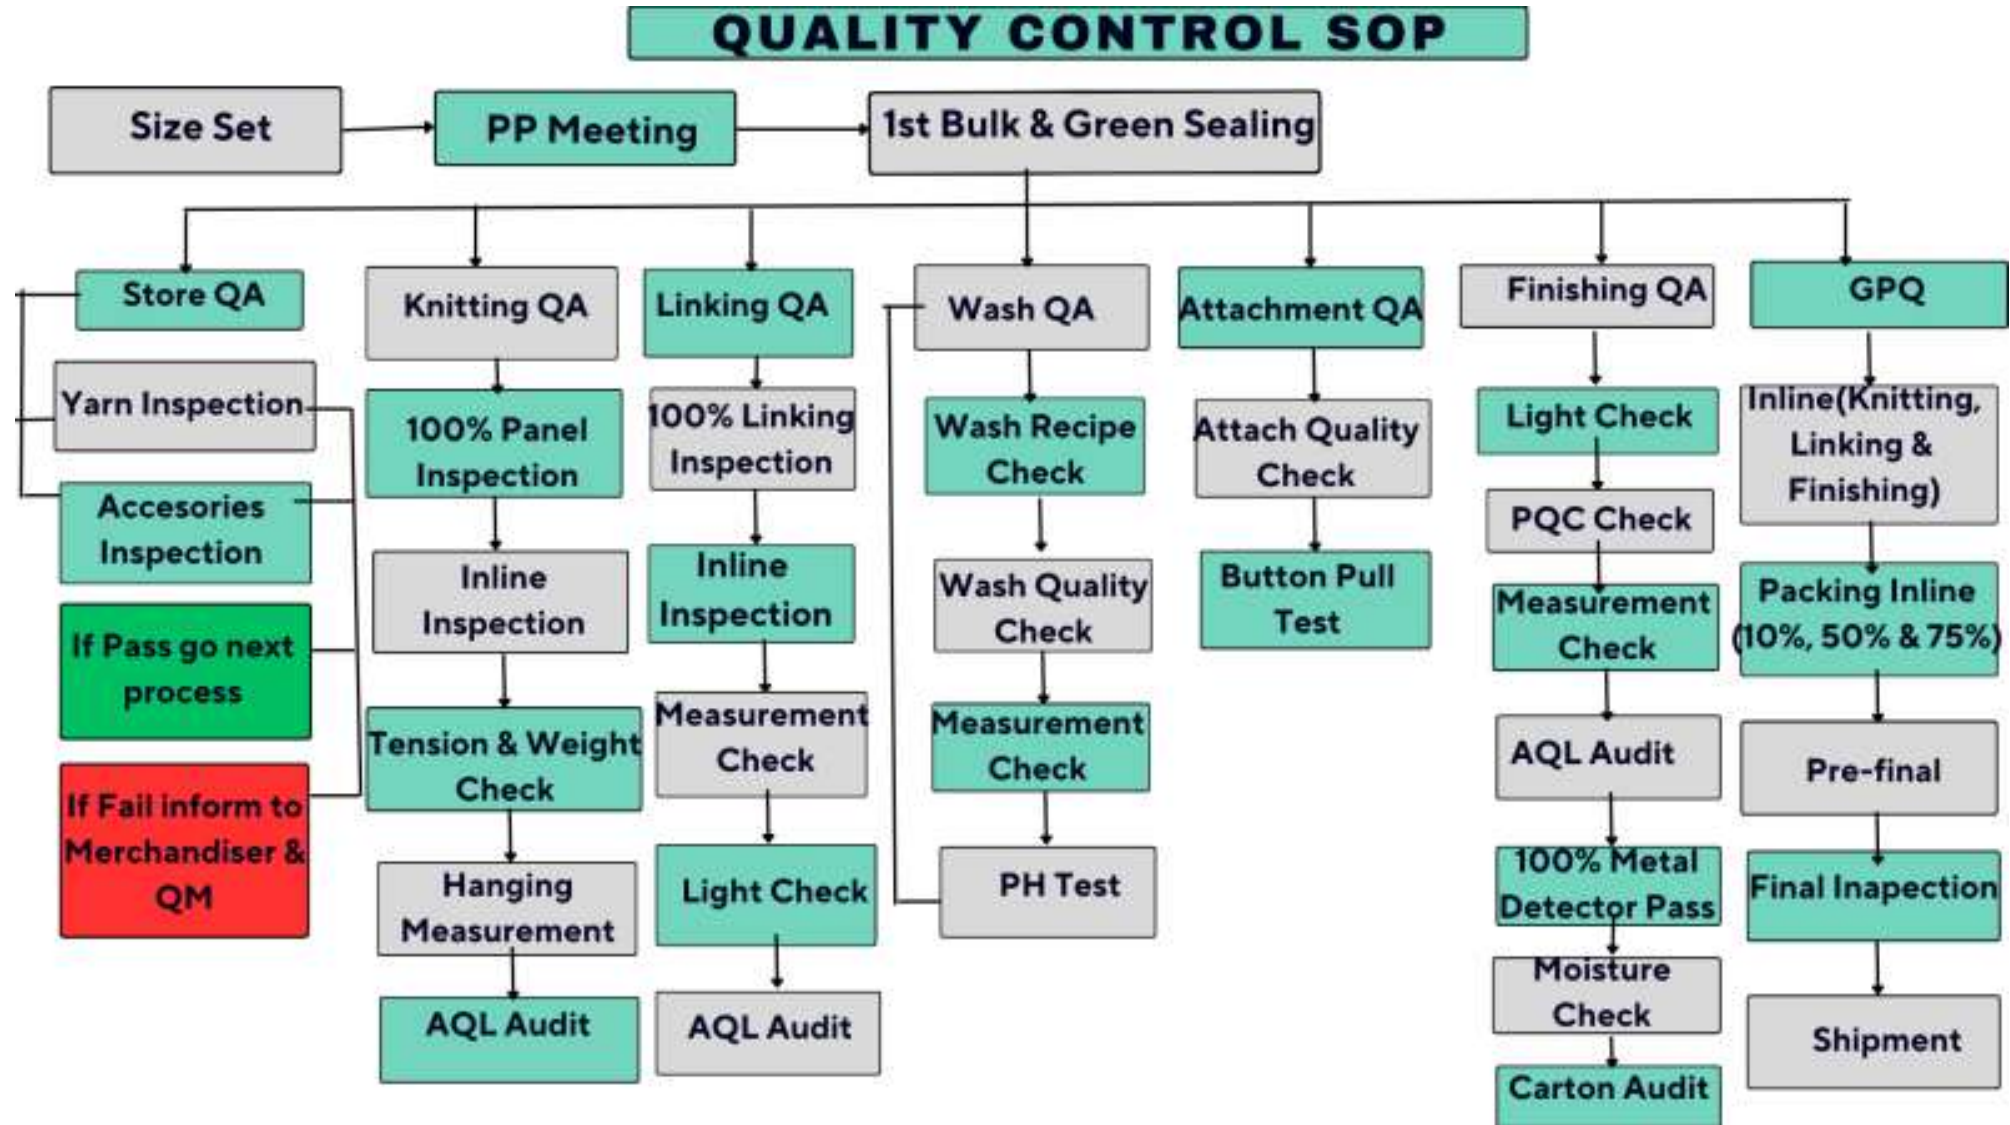 QUALITY CONTROL SOP
Size Set
PP Meeting
1st Bulk & Green Sealing
Store QA
Yarn Inspection
Accesories
Inspection
If Pass go next
process
If Fail inform to
Merchandiser &
QM
Knitting QA
100% Panel
Inspection
Inline
Inspection
Tension & Weight
Check
Hanging
Measurement
AQL Audit
Linking QA
100% Linking
Inspection
Inline
Inspection
Measurement
Check
Light Check
AQL Audit
Wash QA
Wash Recipe
Check
Wash Quality
Check
Measurement
Check
PH Test
Attachment QA
Attach Quality
Check
Button Pull
Test
Finishing QA
Light Check
PQC Check
Measurement
Check
AQL Audit
100% Metal
Detector Pass
Moisture
Check
Carton Audit
GPQ
Inline(Knitting,
Linking &
Finishing)
Packing Inline
(10%, 50% & 75%)
Pre-final
Final Inapection
Shipment